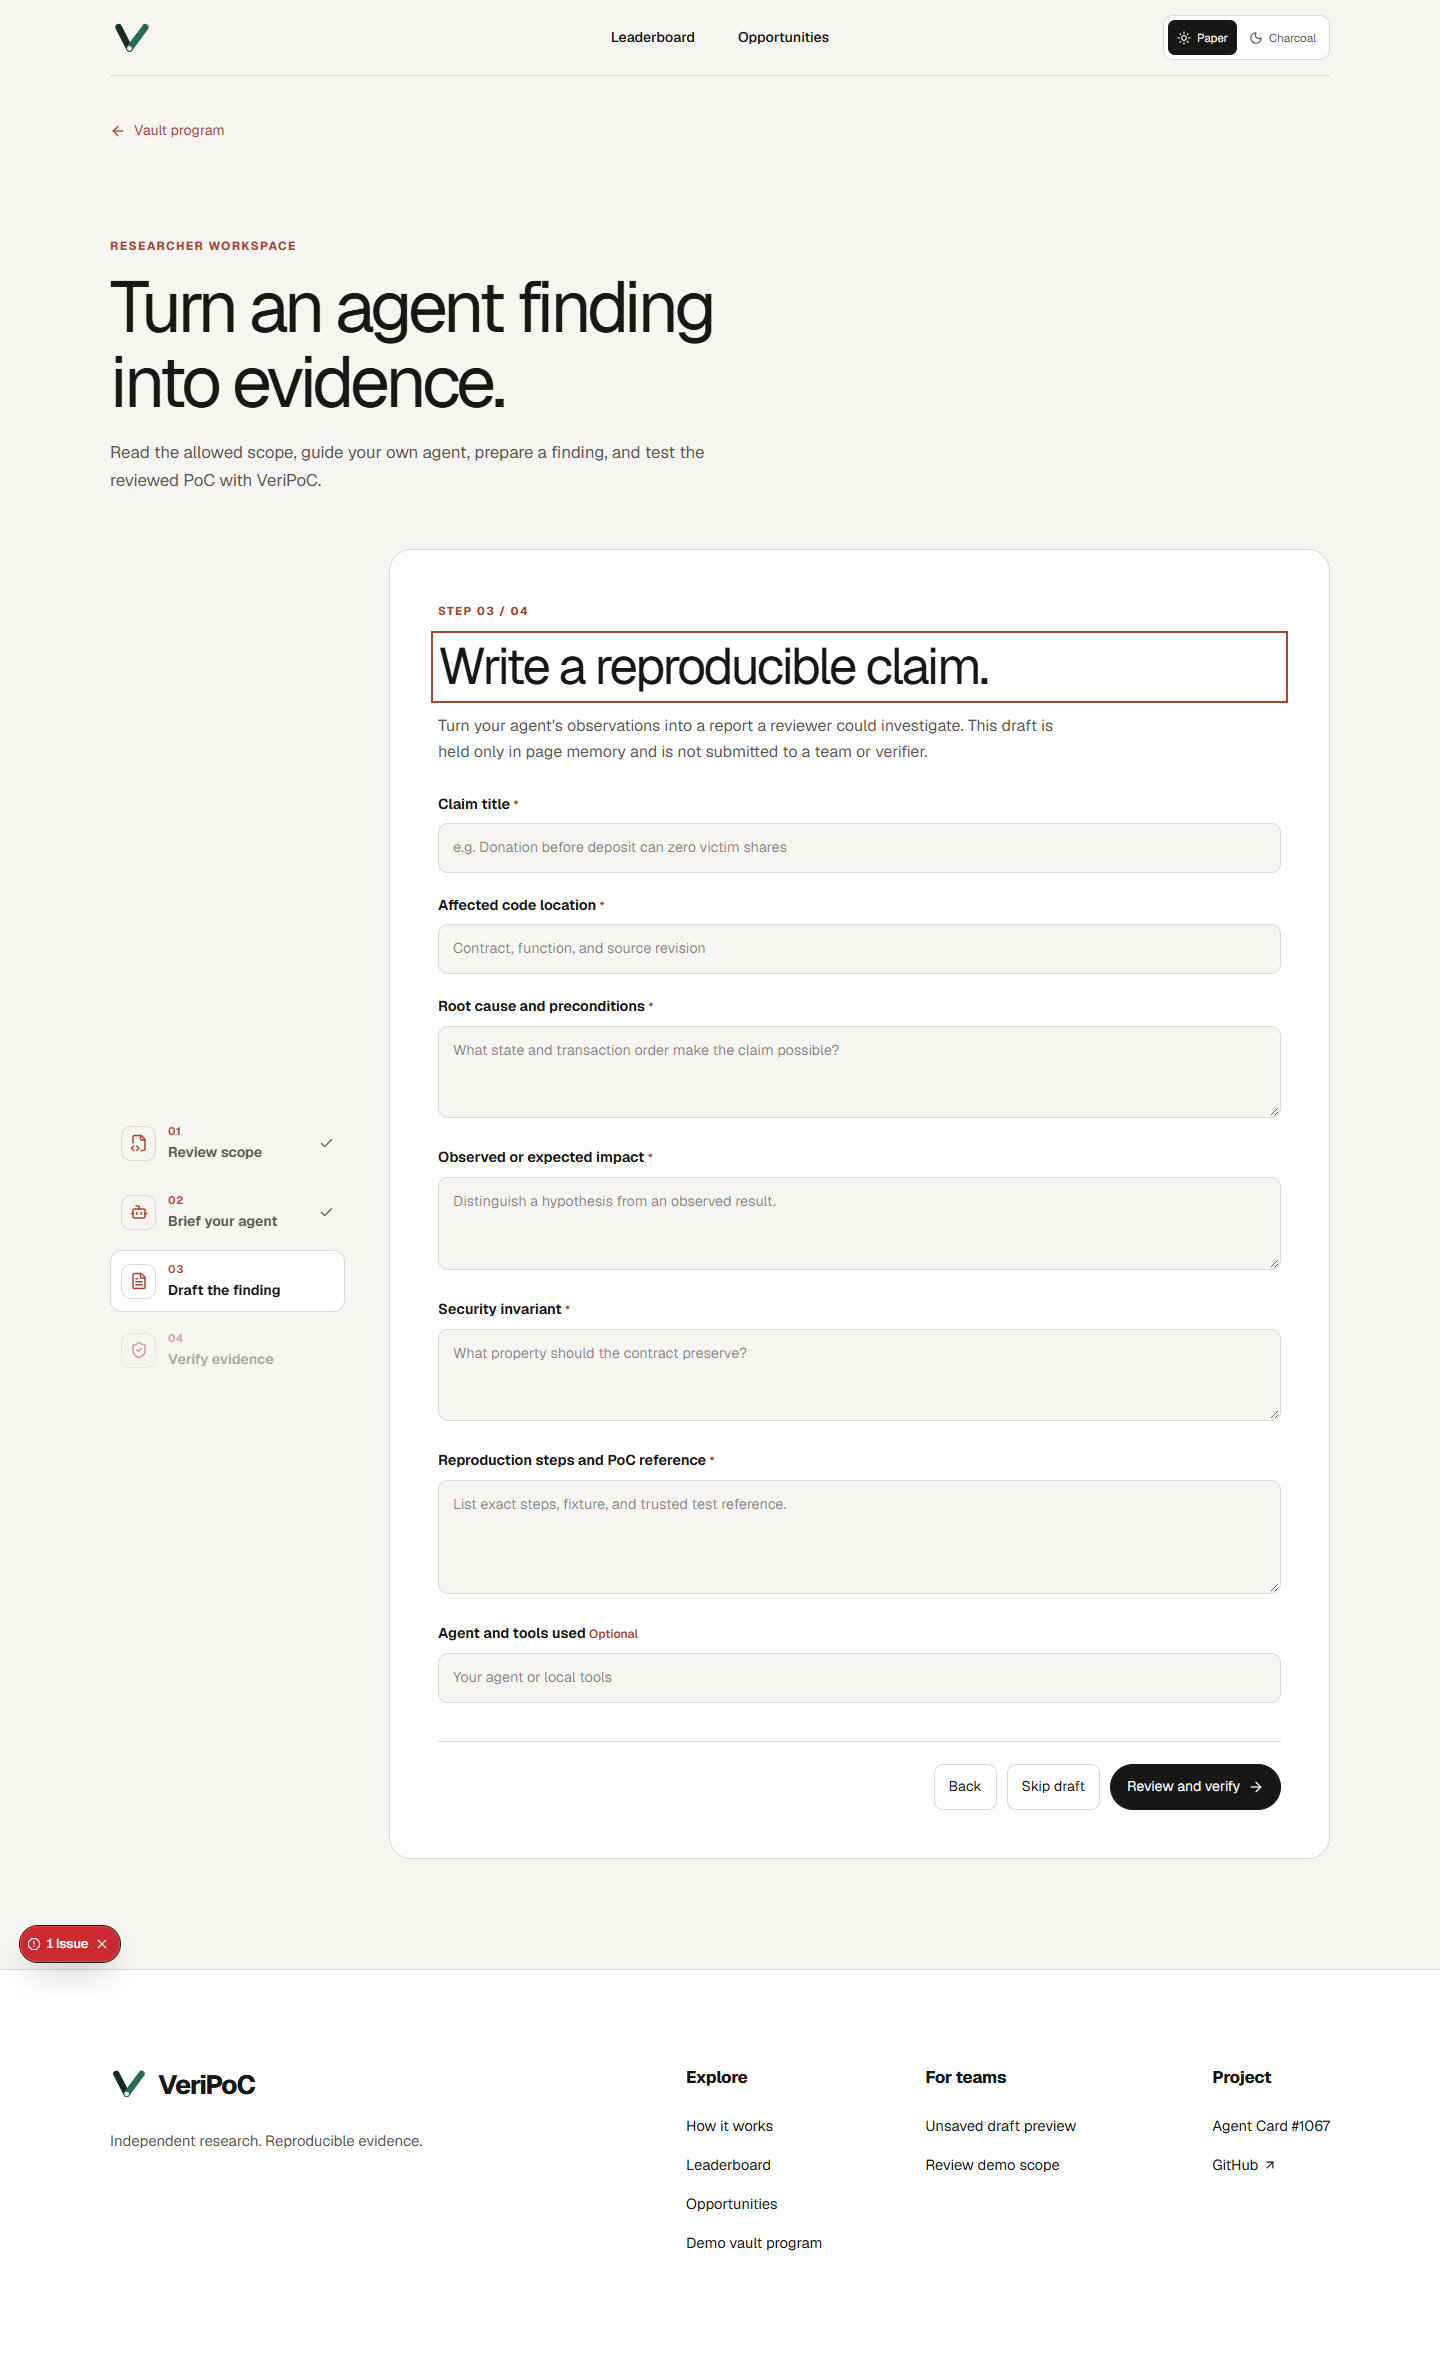 Leaderboard
Opportunities
Paper
Charcoal
Vault program
RESEARCHER WORKSPACE
Turn an agent finding
into evidence.
Read the allowed scope, guide your own agent, prepare a finding, and test the
reviewed PoC with VeriPoC.
01
Review scope
02
Brief your agent
03
Draft the finding
04
Verify evidence
STEP 03 / 04
Write a reproducible claim.
Turn your agent's observations into a report a reviewer could investigate. This draft is
held only in page memory and is not submitted to a team or verifier.
Claim title *
e.g. Donation before deposit can zero victim shares
Affected code location *
Contract, function, and source revision
Root cause and preconditions *
What state and transaction order make the claim possible?
Observed or expected impact *
Distinguish a hypothesis from an observed result.
Security invariant *
What property should the contract preserve?
Reproduction steps and PoC reference *
List exact steps, fixture, and trusted test reference.
Agent and tools used Optional
Your agent or local tools
Back
Skip draft
Review and verify
1 Issue
VeriPoC
Independent research. Reproducible evidence.
Explore
How it works
Leaderboard
Opportunities
Demo vault program
For teams
Unsaved draft preview
Review demo scope
Project
Agent Card #1067
GitHub